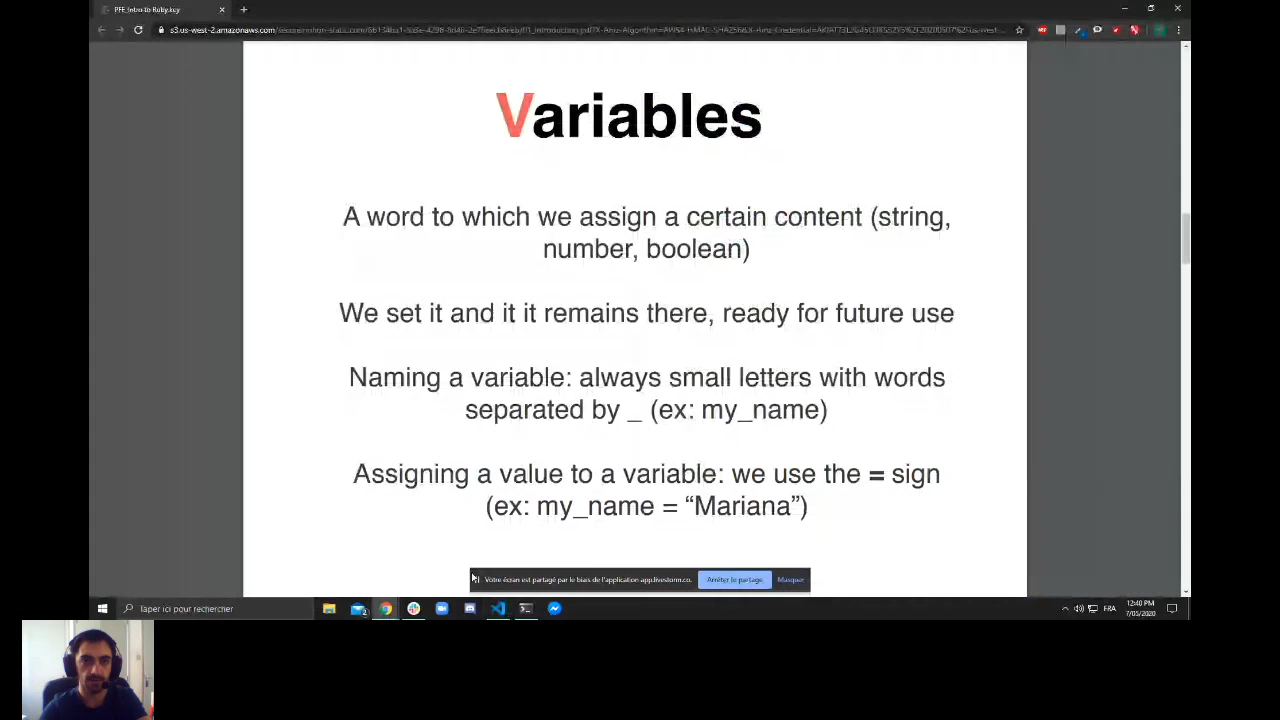 PFE_Intro-to-Ruby.key
Variables
A word to which we assign a certain content (string,
number, boolean)
We set it and it it remains there, ready for future use
Naming a variable: always small letters with words
separated by _ (ex: my_name)
Assigning a value to a variable: we use the = sign
(ex: my_name = “Mariana”)
Votre écran est partagé par le biais de l'application app.livestorm.co.
Arrêter le partage
Masquer
Taper ici pour rechercher
FRA
12:40 PM
7/05/2020